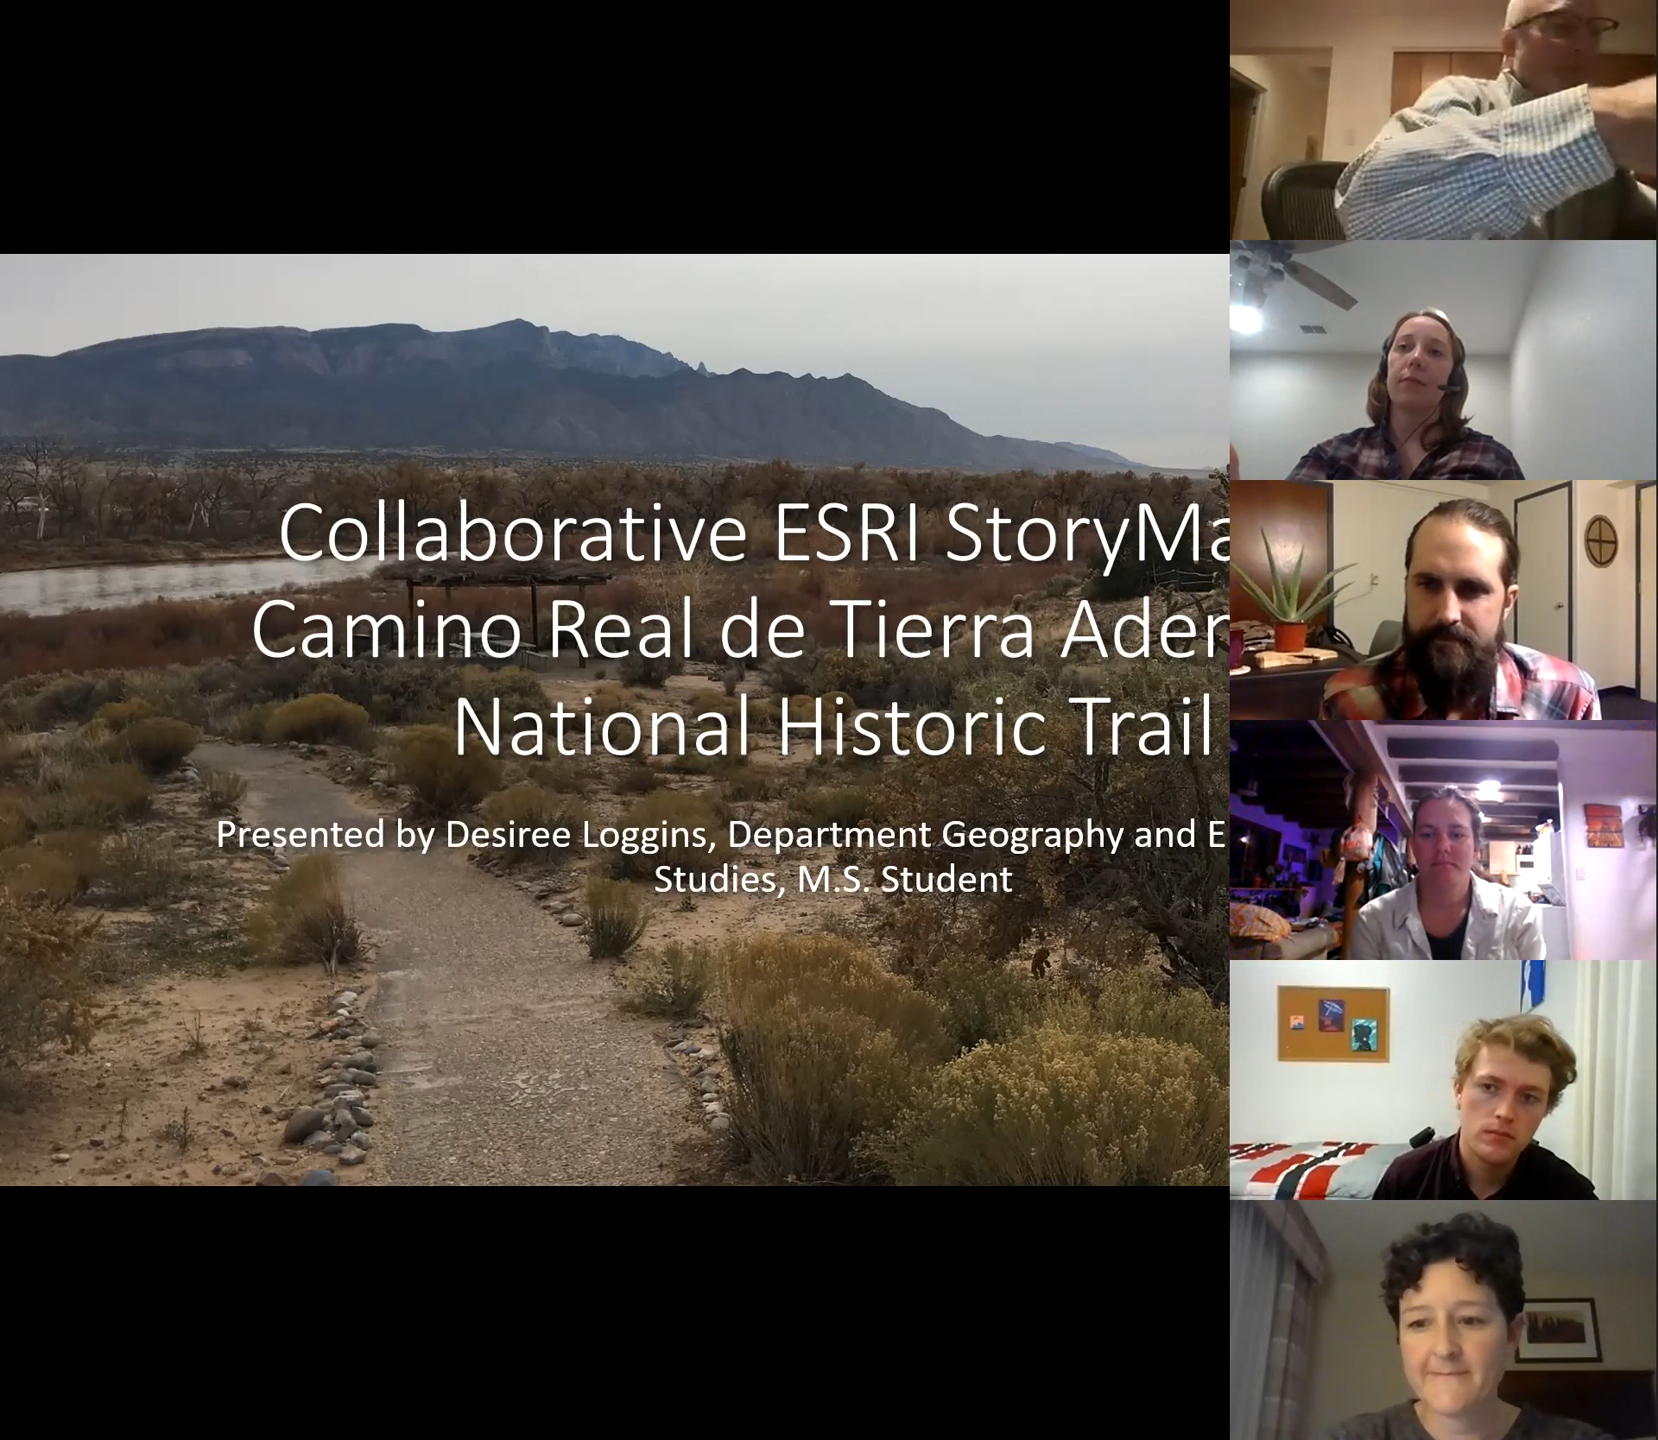 Collaborative ESRI StoryMa
Camino Real de Tierra Aden
National Historic Trail
Presented by Desiree Loggins, Department Geography and E
Studies, M.S. Student